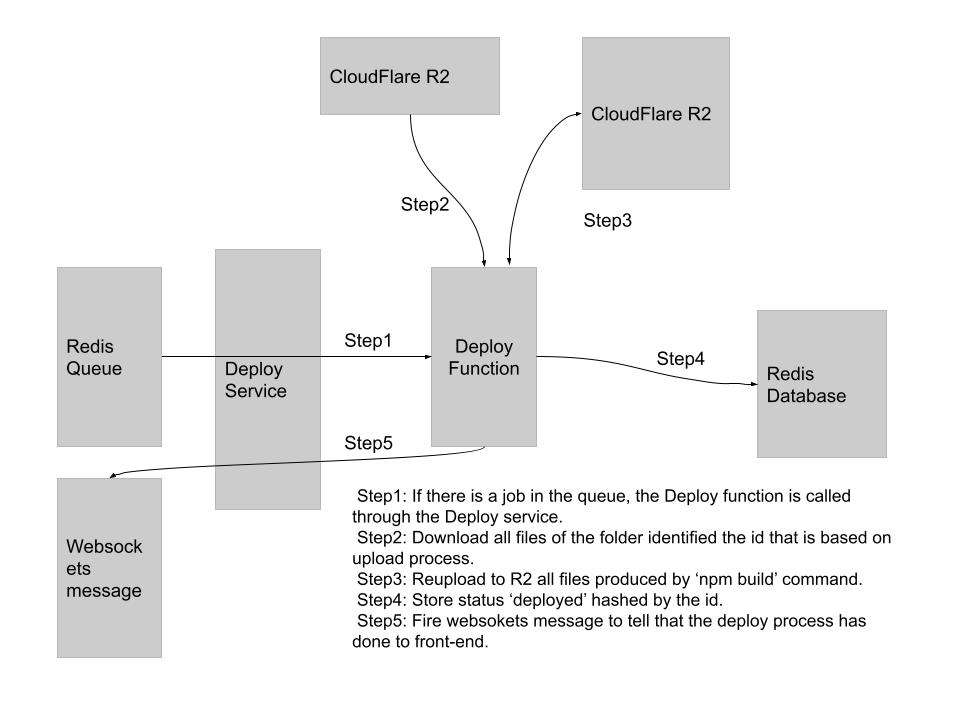 CloudFlare R2
CloudFlare R2
Step2
Step3
Step1
Redis
Queue
Deploy
Service
Deploy
Function
Step4
Redis
Database
Step5
Websock
ets
message
Step1: If there is a job in the queue, the Deploy function is called
through the Deploy service.
Step2: Download all files of the folder identified the id that is based on
upload process.
Step3: Reupload to R2 all files produced by ‘npm build’ command.
Step4: Store status ‘deployed’ hashed by the id.
Step5: Fire websokets message to tell that the deploy process has
done to front-end.